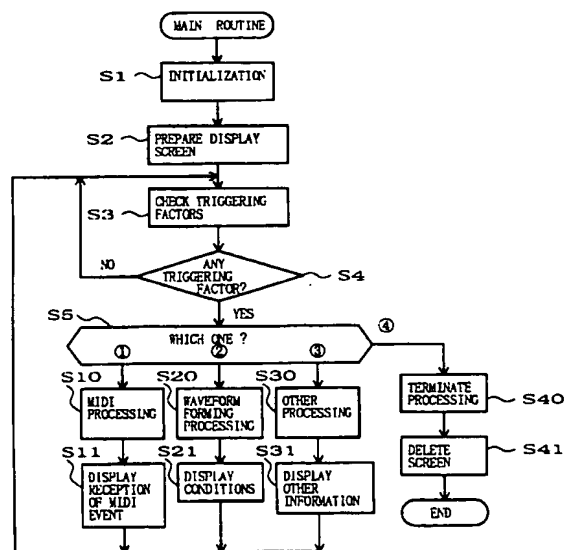 MAIN ROUTINE
S1
INITIALIZATION
S2
PREPARE DISPLAY
SCREEN
S3
CHECK TRIGGERING
FACTORS
NO
ANY
TRIGGERING
FACTOR?
S4
YES
S5
WHICH ONE ?
④
① ② ③
S10
MIDI
PROCESSING
S20
WAVEFORM
FORMING
PROCESSING
S30
OTHER
PROCESSING
TERMINATE
PROCESSING
S40
S11
DISPLAY
RECEPTION
OF MIDI
EVENT
S21
DISPLAY
CONDITIONS
S31
DISPLAY
OTHER
INFORMATION
DELETE
SCREEN
S41
END